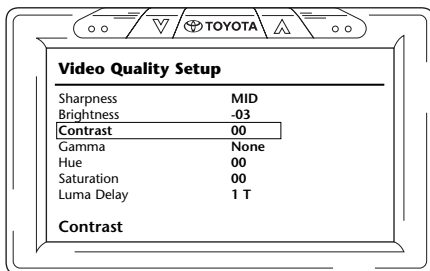 TOYOTA
Video Quality Setup
Sharpness MID
Brightness -03
Contrast 00
Gamma None
Hue 00
Saturation 00
Luma Delay 1 T
Contrast